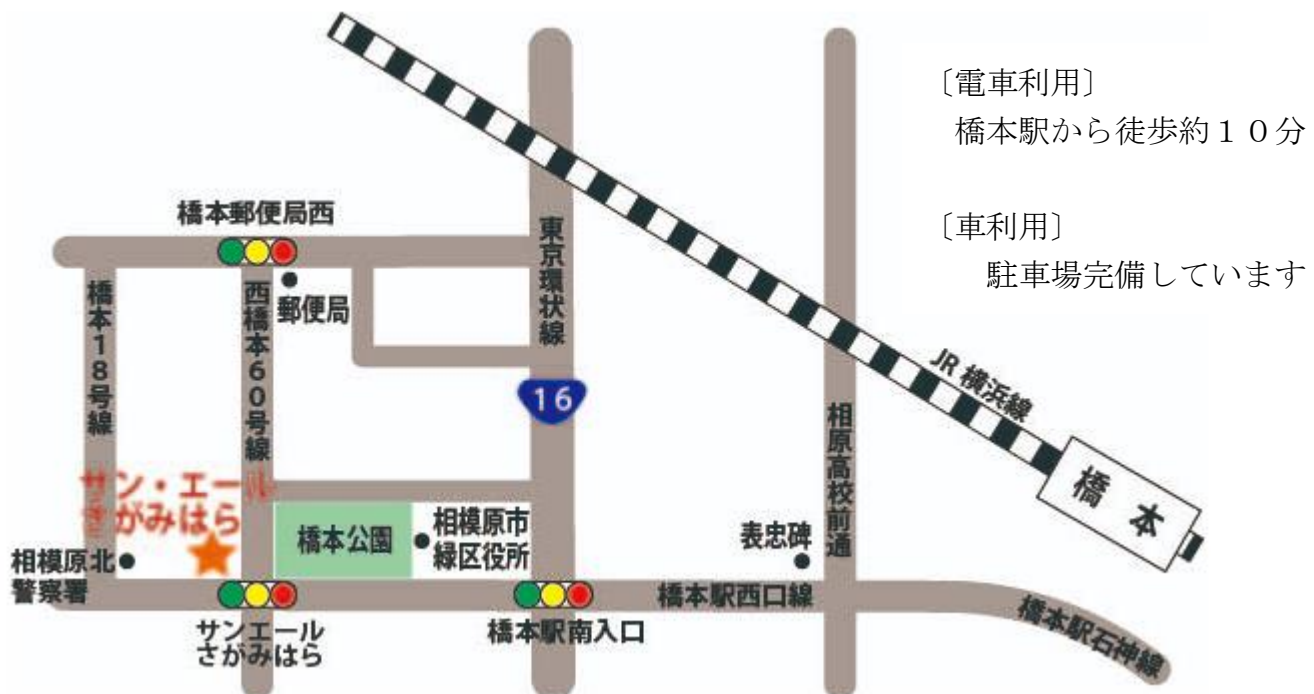 〔電車利用〕
橋本駅から徒歩約１０分
〔車利用〕
駐車場完備しています
橋本郵便局西
郵便局
橋本18号線
西橋本60号線
東京環状線
16
JR 横浜線
橋本
相原高校前通
サン・エール
さがみはら
橋本公園
相模原市
緑区役所
表忠碑
相模原北
警察署
サンエール
さがみはら
橋本駅南入口
橋本駅西口線
橋本駅石神線